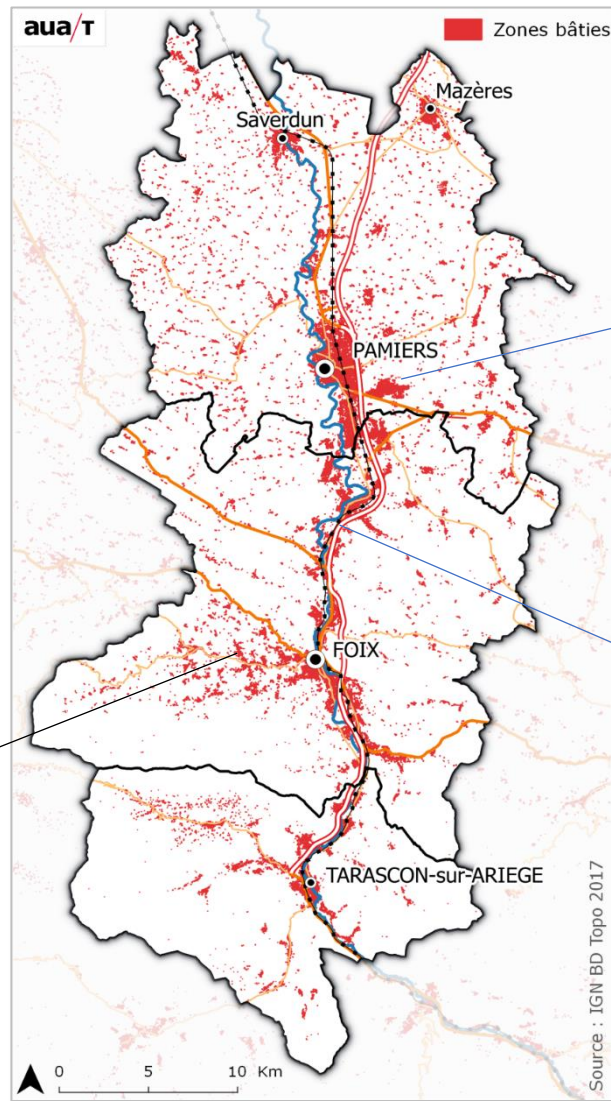 aua/T
Zones bâties
Mazères
Saverdun
PAMIERS
FOIX
TARASCON-sur-ARIEGE
0 5 10 Km
Source : IGN BD Topo 2017